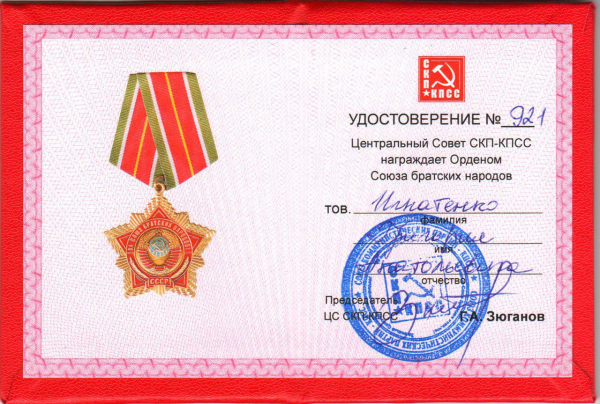 СКП
КПСС
УДОСТОВЕРЕНИЕ № 921
Центральный Совет СКП-КПСС
награждает Орденом
Союза братских народов
тов. Игнатенко
фамилия
имя
Анатольевича
отчество
Председатель
ЦС СКП-КПСС Г.А. Зюганов
СССР